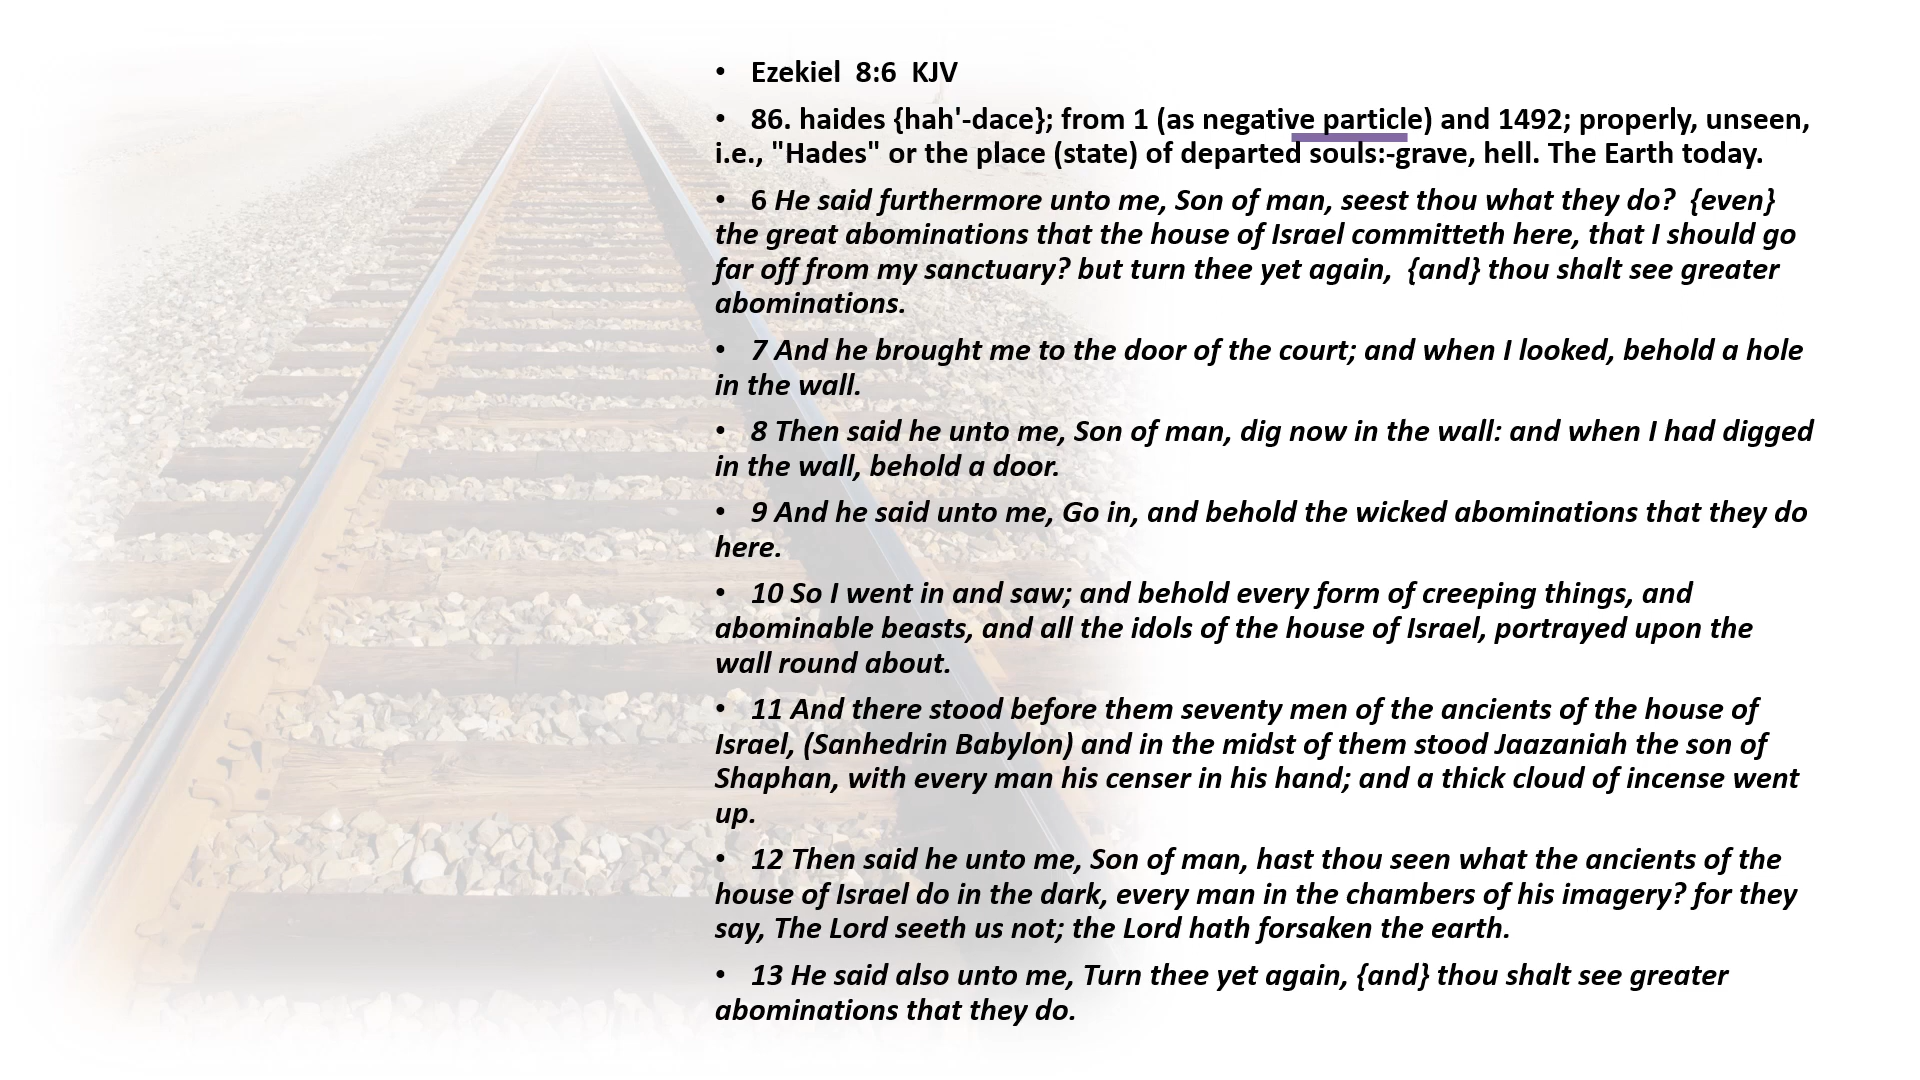 • Ezekiel 8:6 KJV
• 86. haides {hah'-dace}; from 1 (as negative particle) and 1492; properly, unseen,
i.e., "Hades" or the place (state) of departed souls:-grave, hell. The Earth today.
• 6 He said furthermore unto me, Son of man, seest thou what they do? {even}
the great abominations that the house of Israel committeth here, that I should go
far off from my sanctuary? but turn thee yet again, {and} thou shalt see greater
abominations.
• 7 And he brought me to the door of the court; and when I looked, behold a hole
in the wall.
• 8 Then said he unto me, Son of man, dig now in the wall: and when I had digged
in the wall, behold a door.
• 9 And he said unto me, Go in, and behold the wicked abominations that they do
here.
• 10 So I went in and saw; and behold every form of creeping things, and
abominable beasts, and all the idols of the house of Israel, portrayed upon the
wall round about.
• 11 And there stood before them seventy men of the ancients of the house of
Israel, (Sanhedrin Babylon) and in the midst of them stood Jaazaniah the son of
Shaphan, with every man his censer in his hand; and a thick cloud of incense went
up.
• 12 Then said he unto me, Son of man, hast thou seen what the ancients of the
house of Israel do in the dark, every man in the chambers of his imagery? for they
say, The Lord seeth us not; the Lord hath forsaken the earth.
• 13 He said also unto me, Turn thee yet again, {and} thou shalt see greater
abominations that they do.